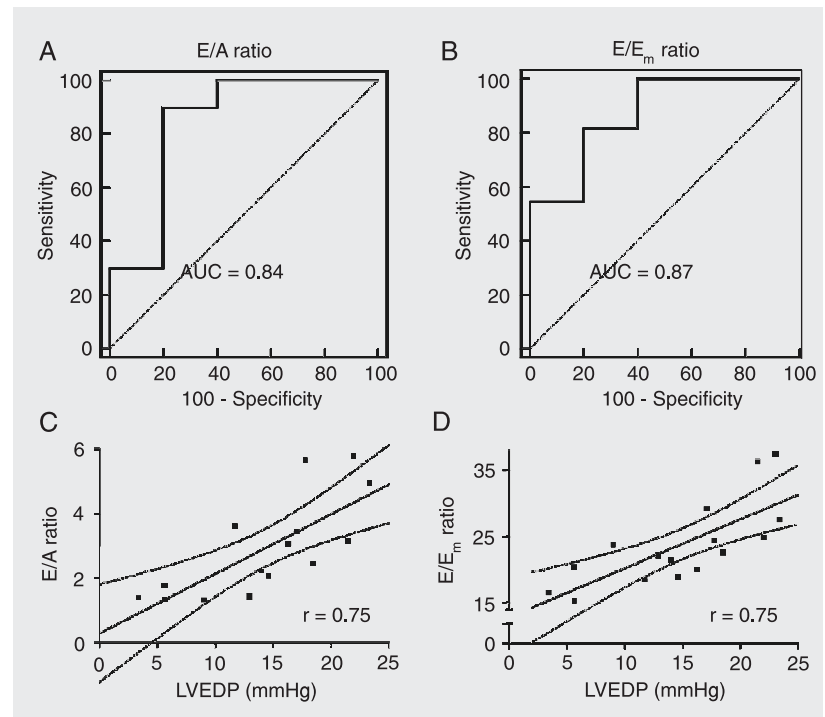 A
E/A ratio
Sensitivity
100
80
60
40
20
0
AUC = 0.84
0 20 40 60 80 100
100 - Specificity
B
E/Em ratio
Sensitivity
100
80
60
40
20
0
AUC = 0.87
0 20 40 60 80 100
100 - Specificity
C
E/A ratio
6
4
2
0
r = 0.75
0 5 10 15 20 25
LVEDP (mmHg)
D
E/Em ratio
35
25
15
0
r = 0.75
0 5 10 15 20 25
LVEDP (mmHg)